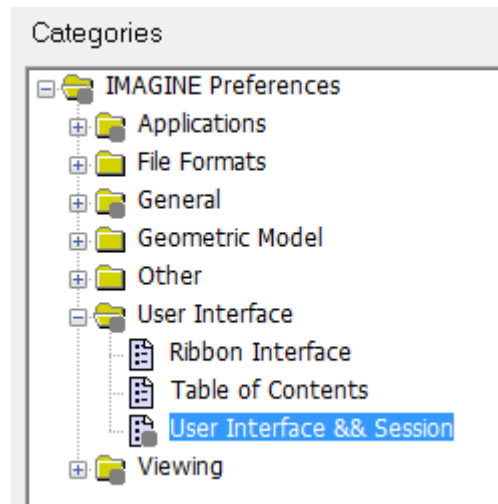 Categories
IMAGINE Preferences
Applications
File Formats
General
Geometric Model
Other
User Interface
Ribbon Interface
Table of Contents
User Interface && Session
Viewing